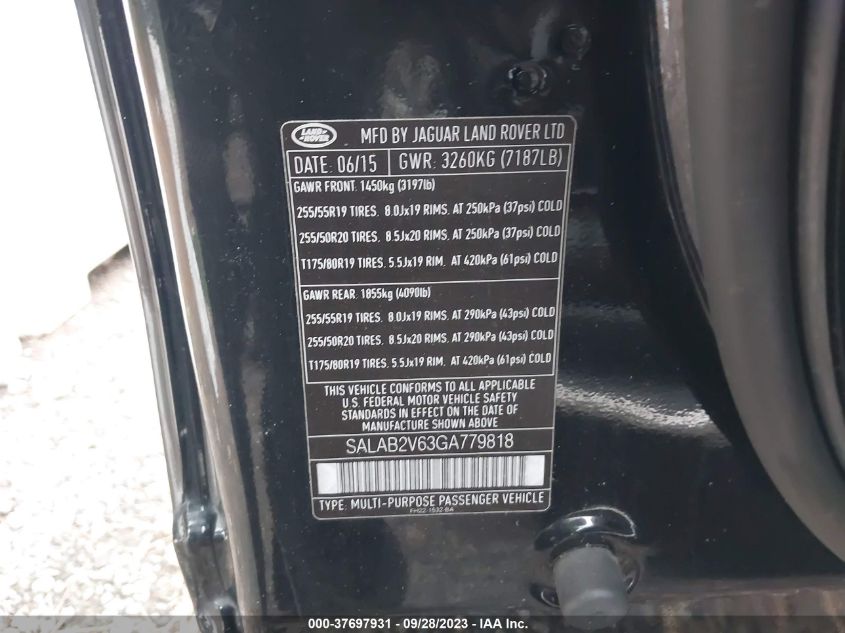 LAND ROVER
MFD BY JAGUAR LAND ROVER LTD
DATE: 06/15 GWR: 3260KG (7187LB)
GAWR FRONT: 1450kg (3197lb)
255/55R19 TIRES. 8.0Jx19 RIMS. AT 250kPa (37psi) COLD
255/50R20 TIRES. 8.5Jx20 RIMS. AT 250kPa (37psi) COLD
T175/80R19 TIRES. 5.5Jx19 RIM. AT 420kPa (61psi) COLD
GAWR REAR: 1855kg (4090lb)
255/55R19 TIRES. 8.0Jx19 RIMS. AT 290kPa (43psi) COLD
255/50R20 TIRES. 8.5Jx20 RIMS. AT 290kPa (43psi) COLD
T175/80R19 TIRES. 5.5Jx19 RIM. AT 420kPa (61psi) COLD
THIS VEHICLE CONFORMS TO ALL APPLICABLE
U.S. FEDERAL MOTOR VEHICLE SAFETY
STANDARDS IN EFFECT ON THE DATE OF
MANUFACTURE SHOWN ABOVE
SALAB2V63GA779818
TYPE: MULTI-PURPOSE PASSENGER VEHICLE
FH22-1532-BA
000-37697931 - 09/28/2023 - IAA Inc.